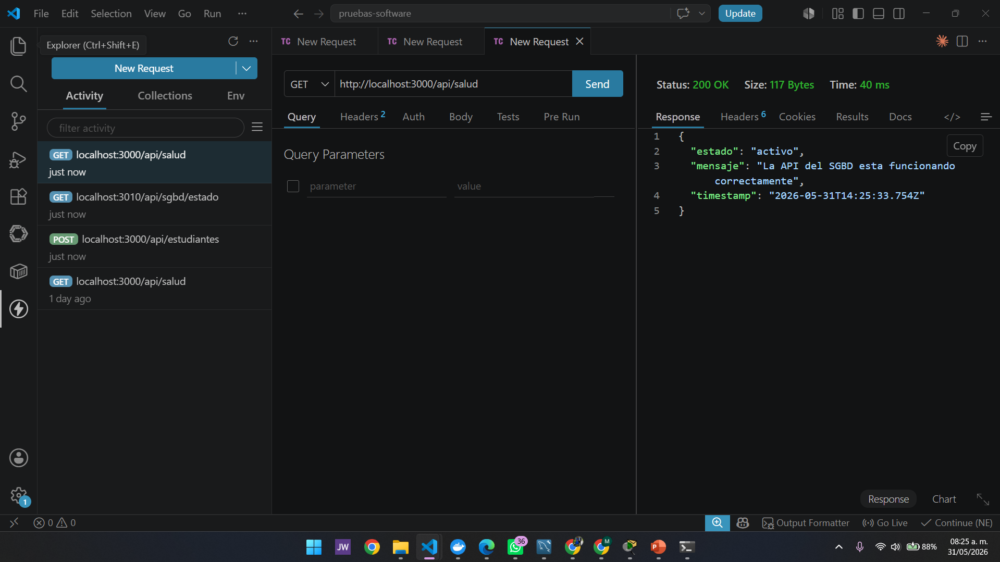 File Edit Selection View Go Run ···
pruebas-software
Update
Explorer (Ctrl+Shift+E)
New Request
Activity Collections Env
filter activity
GET localhost:3000/api/salud
just now
GET localhost:3010/api/sgbd/estado
just now
POST localhost:3000/api/estudiantes
just now
GET localhost:3000/api/salud
1 day ago
1
TC New Request
TC New Request
TC New Request
GET http://localhost:3000/api/salud Send
Query Headers 2 Auth Body Tests Pre Run
Query Parameters
parameter value
Status: 200 OK Size: 117 Bytes Time: 40 ms
Response Headers 6 Cookies Results Docs </>
Copy
1 {
2 "estado": "activo",
3 "mensaje": "La API del SGBD esta funcionando
correctamente",
4 "timestamp": "2026-05-31T14:25:33.754Z"
5 }
Response Chart
0 0
Output Formatter Go Live Continue (NE)
JW
36
M
P
88%
08:25 a. m.
31/05/2026